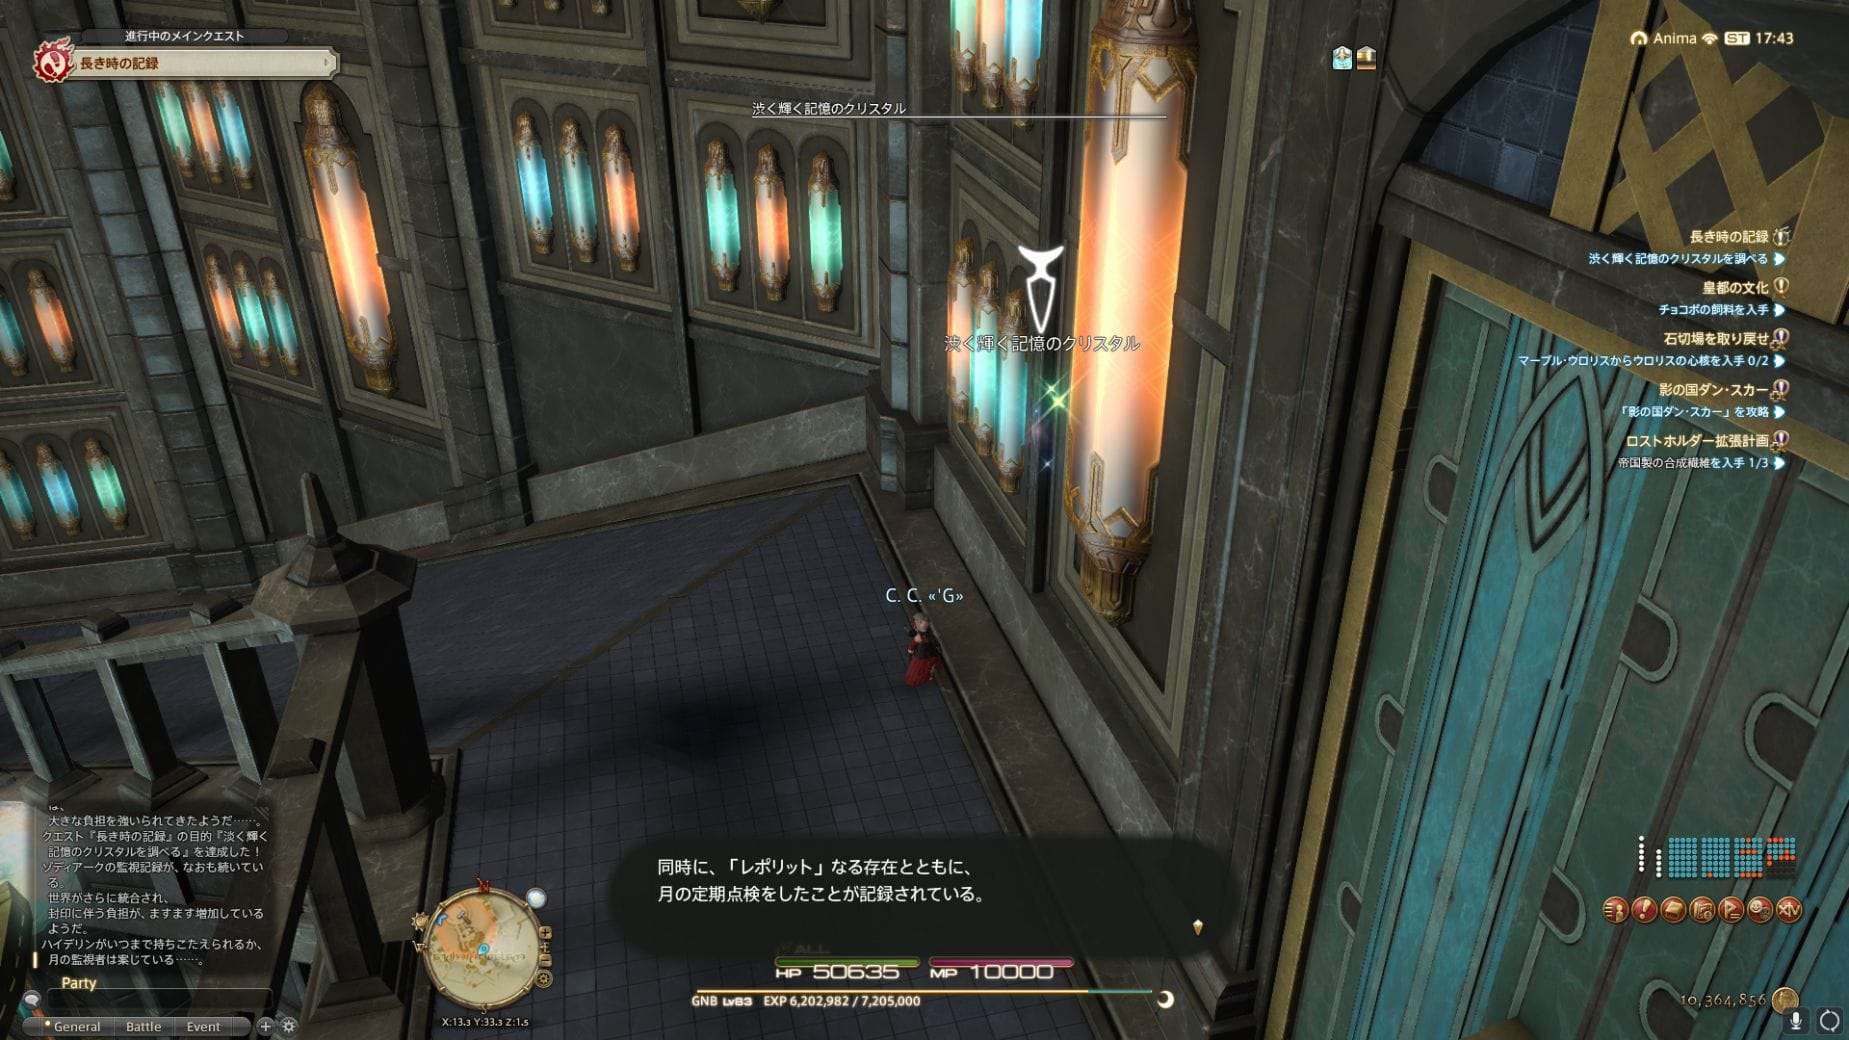 進行中のメインクエスト
長き時の記録
渋く輝く記憶のクリスタル
Anima ST 17:43
渋く輝く記憶のクリスタル
長き時の記録
渋く輝く記憶のクリスタルを調べる
皇都の文化
チョコボの飼料を入手
石切場を取り戻せ
マーブル・ウロリスからウロリスの心核を入手 0/2
影の国ダン・スカー
「影の国ダン・スカー」を攻略
ロストホルダー拡張計画
帝国製の合成繊維を入手 1/3
C. C. «'G»
は、
大きな負担を強いられてきたようだ……。
クエスト『長き時の記録』の目的『淡く輝く
記憶のクリスタルを調べる』を達成した！
ゾディアークの監視記録が、なおも続いてい
る。
世界がさらに統合され、
封印に伴う負担が、ますます増加している
ようだ。
ハイデリンがいつまで持ちこたえられるか、
月の監視者は案じている……。
Party
General Battle Event
N
W
S
X:13.3 Y:33.3 Z:1.5
同時に、「レポリット」なる存在とともに、
月の定期点検をしたことが記録されている。
ALL
HP 50635 MP 10000
GNB Lv83 EXP 6,202,982 / 7,205,000
XIV
10,364,856